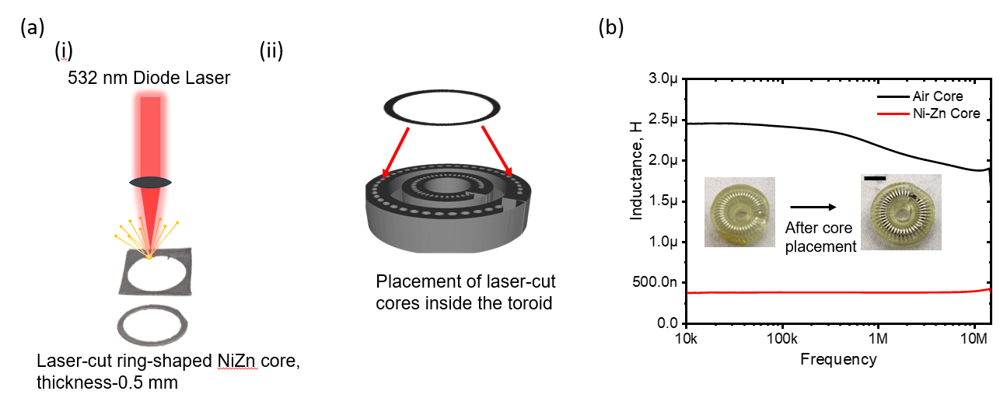 (a)
(i)
532 nm Diode Laser
Laser-cut ring-shaped NiZn core,
thickness-0.5 mm
(ii)
Placement of laser-cut
cores inside the toroid
(b)
Inductance, H
3.0µ
2.5µ
2.0µ
1.5µ
1.0µ
500.0n
0.0
Air Core
Ni-Zn Core
After core
placement
10k
100k
1M
10M
Frequency